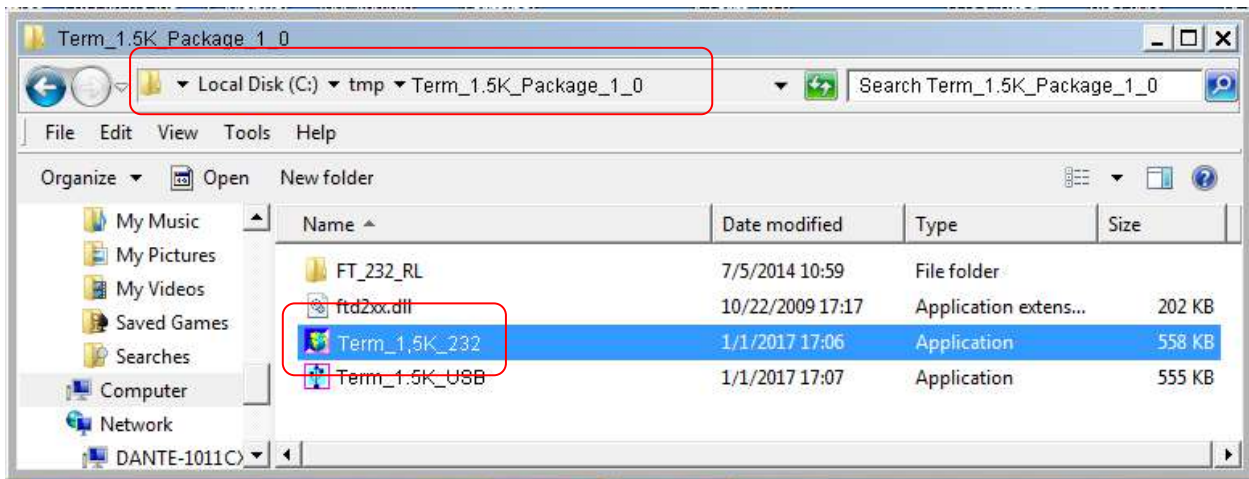 Term_1.5K_Package_1_0
Local Disk (C:) tmp Term_1.5K_Package_1_0 Search Term_1.5K_Package_1_0
File Edit View Tools Help
Organize Open New folder
Name Date modified Type Size
My Music
My Pictures
My Videos
Saved Games
Searches
Computer
Network
DANTE-1011C
FT_232_RL 7/5/2014 10:59 File folder
ftd2xx.dll 10/22/2009 17:17 Application extens... 202 KB
Term_1,5K_232 1/1/2017 17:06 Application 558 KB
Term_1.5K_USB 1/1/2017 17:07 Application 555 KB